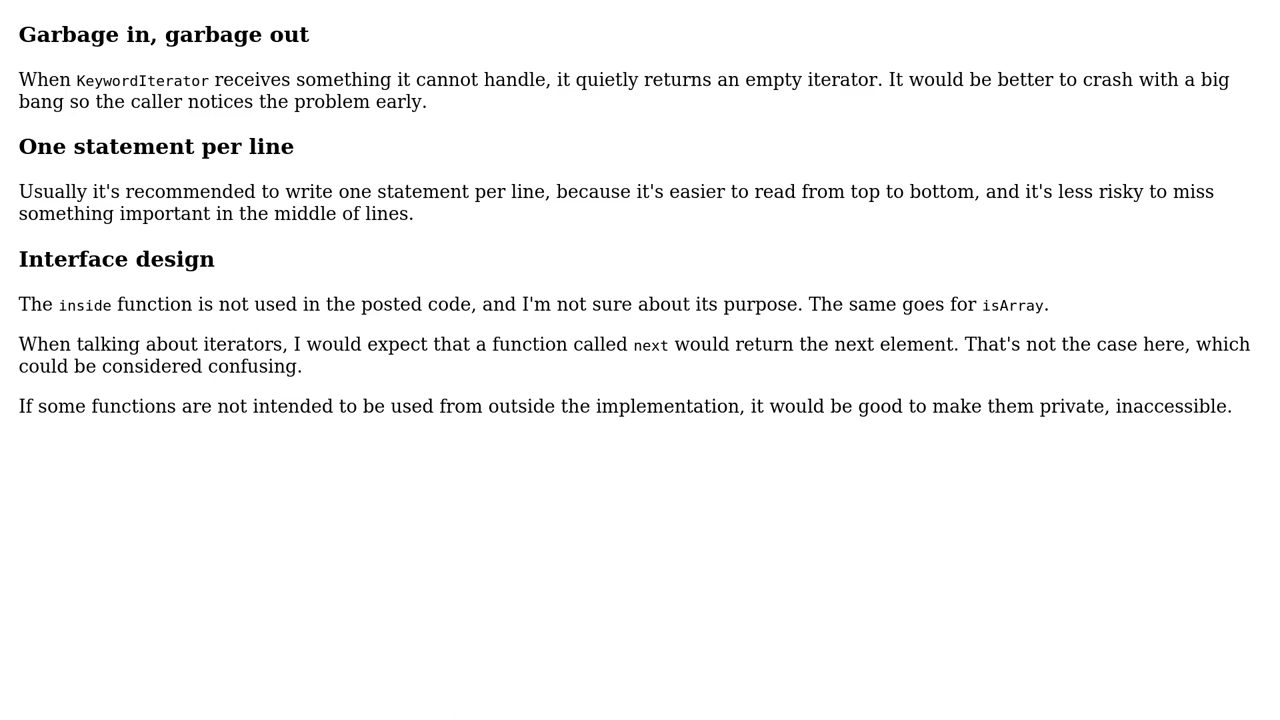 Garbage in, garbage out
When KeywordIterator receives something it cannot handle, it quietly returns an empty iterator. It would be better to crash with a big
bang so the caller notices the problem early.
One statement per line
Usually it's recommended to write one statement per line, because it's easier to read from top to bottom, and it's less risky to miss
something important in the middle of lines.
Interface design
The inside function is not used in the posted code, and I'm not sure about its purpose. The same goes for isArray.
When talking about iterators, I would expect that a function called next would return the next element. That's not the case here, which
could be considered confusing.
If some functions are not intended to be used from outside the implementation, it would be good to make them private, inaccessible.